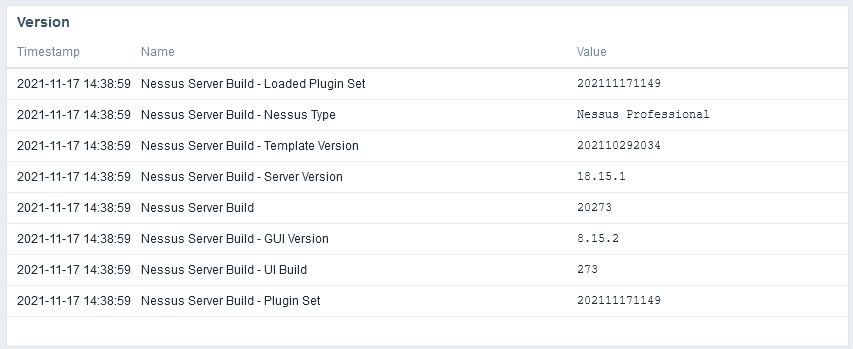 Version
Timestamp Name Value
2021-11-17 14:38:59 Nessus Server Build - Loaded Plugin Set 202111171149
2021-11-17 14:38:59 Nessus Server Build - Nessus Type Nessus Professional
2021-11-17 14:38:59 Nessus Server Build - Template Version 202110292034
2021-11-17 14:38:59 Nessus Server Build - Server Version 18.15.1
2021-11-17 14:38:59 Nessus Server Build 20273
2021-11-17 14:38:59 Nessus Server Build - GUI Version 8.15.2
2021-11-17 14:38:59 Nessus Server Build - UI Build 273
2021-11-17 14:38:59 Nessus Server Build - Plugin Set 202111171149